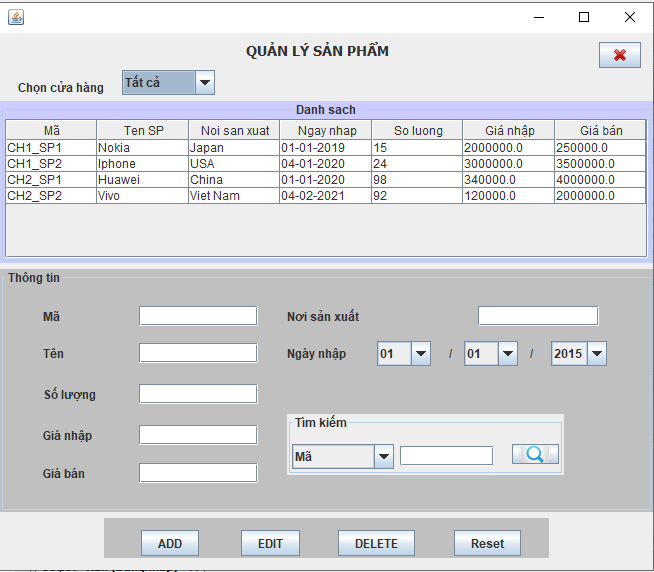 QUẢN LÝ SẢN PHẨM
Chọn cửa hàng Tất cả
Danh sach
Mã Ten SP Noi san xuat Ngay nhap So luong Giá nhập Giá bán
CH1_SP1 Nokia Japan 01-01-2019 15 2000000.0 250000.0
CH1_SP2 Iphone USA 04-01-2020 24 3000000.0 3500000.0
CH2_SP1 Huawei China 01-01-2020 98 340000.0 4000000.0
CH2_SP2 Vivo Viet Nam 04-02-2021 92 120000.0 2000000.0
Thông tin
Mã Nơi sản xuất
Tên Ngày nhập 01 / 01 / 2015
Số lượng
Giá nhập
Tìm kiếm
Mã
Giá bán
ADD EDIT DELETE Reset